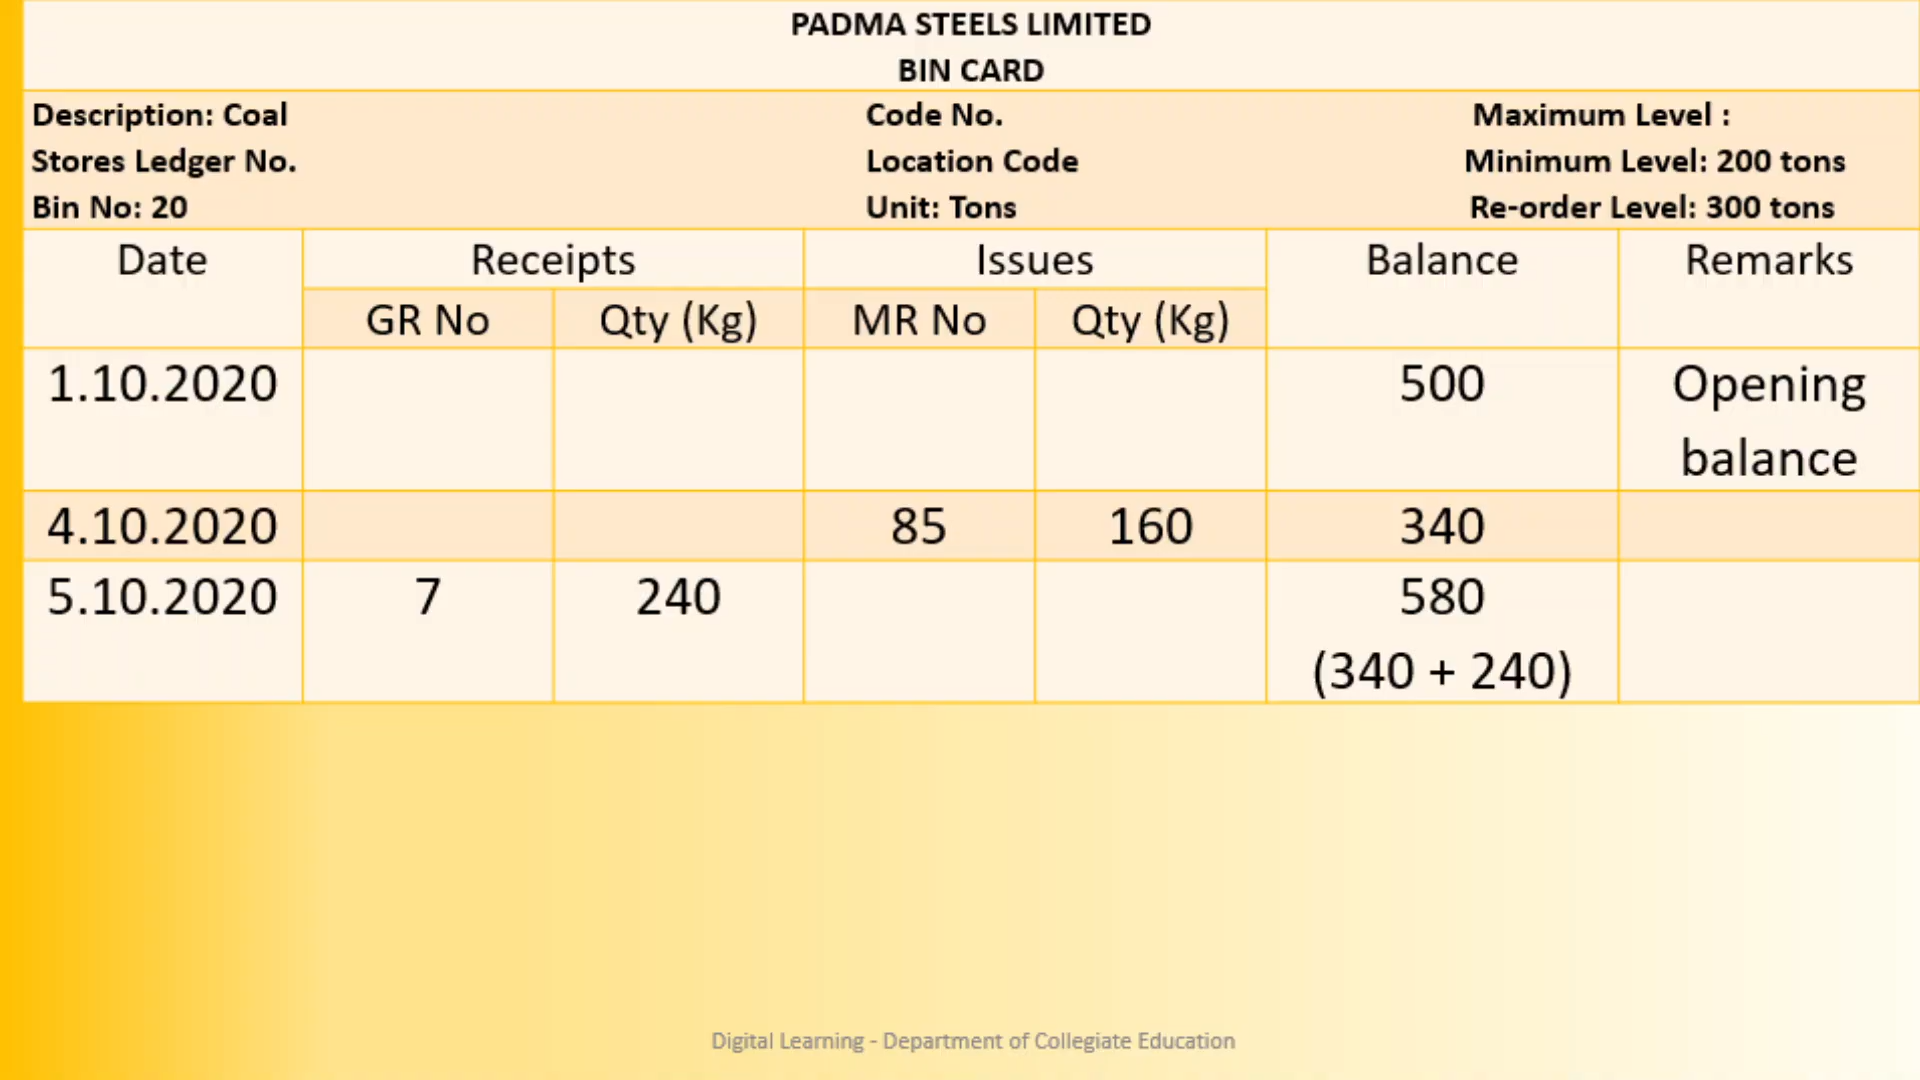 PADMA STEELS LIMITED
BIN CARD
Description: Coal Code No. Maximum Level :
Stores Ledger No. Location Code Minimum Level: 200 tons
Bin No: 20 Unit: Tons Re-order Level: 300 tons
Date Receipts Issues Balance Remarks
GR No Qty (Kg) MR No Qty (Kg)
1.10.2020 500 Opening
balance
4.10.2020 85 160 340
5.10.2020 7 240 580
(340 + 240)
Digital Learning - Department of Collegiate Education